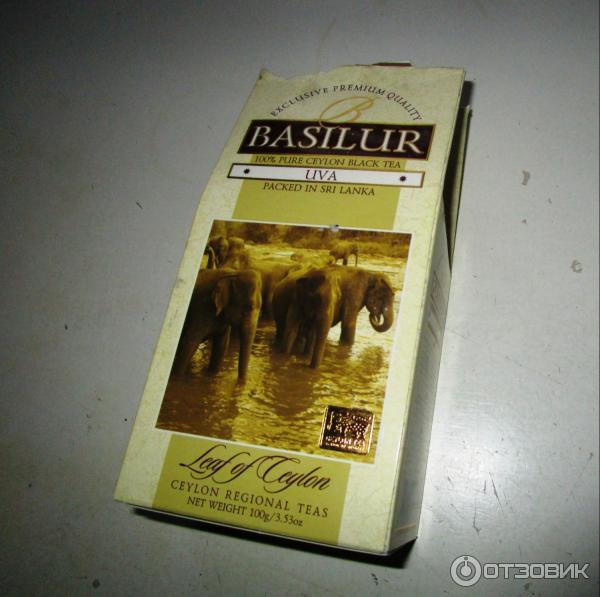 EXCLUSIVE PREMIUM QUALITY
B
BASILUR
100% PURE CEYLON BLACK TEA
UVA
PACKED IN SRI LANKA
Leaf of Ceylon
CEYLON REGIONAL TEAS
NET WEIGHT 100g/3.53oz
ОТЗОВИК